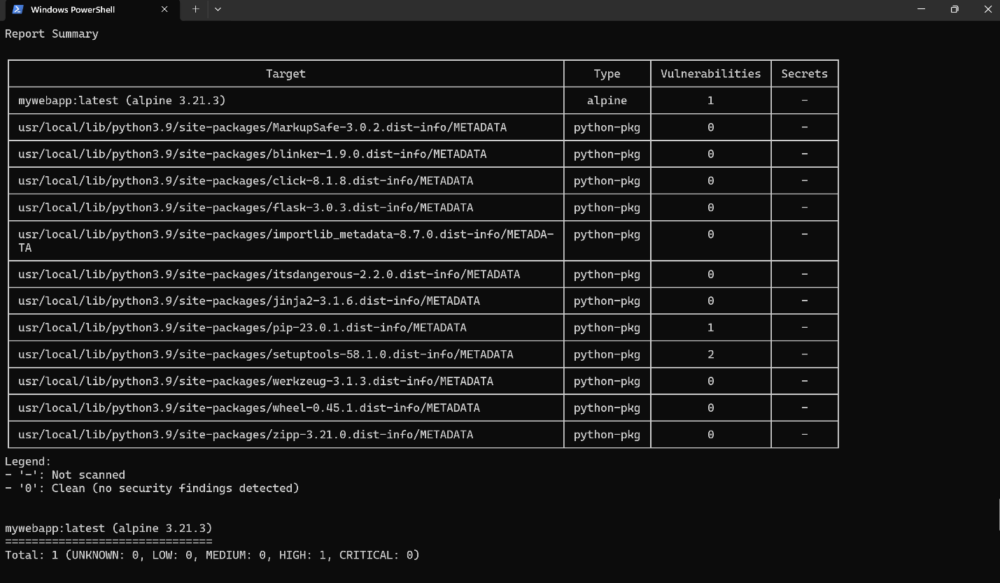 Windows PowerShell
Report Summary
Target Type Vulnerabilities Secrets
mywebapp:latest (alpine 3.21.3) alpine 1 -
usr/local/lib/python3.9/site-packages/MarkupSafe-3.0.2.dist-info/METADATA python-pkg 0 -
usr/local/lib/python3.9/site-packages/blinker-1.9.0.dist-info/METADATA python-pkg 0 -
usr/local/lib/python3.9/site-packages/click-8.1.8.dist-info/METADATA python-pkg 0 -
usr/local/lib/python3.9/site-packages/flask-3.0.3.dist-info/METADATA python-pkg 0 -
usr/local/lib/python3.9/site-packages/importlib_metadata-8.7.0.dist-info/METADA- python-pkg 0 -
TA
usr/local/lib/python3.9/site-packages/itsdangerous-2.2.0.dist-info/METADATA python-pkg 0 -
usr/local/lib/python3.9/site-packages/jinja2-3.1.6.dist-info/METADATA python-pkg 0 -
usr/local/lib/python3.9/site-packages/pip-23.0.1.dist-info/METADATA python-pkg 1 -
usr/local/lib/python3.9/site-packages/setuptools-58.1.0.dist-info/METADATA python-pkg 2 -
usr/local/lib/python3.9/site-packages/werkzeug-3.1.3.dist-info/METADATA python-pkg 0 -
usr/local/lib/python3.9/site-packages/wheel-0.45.1.dist-info/METADATA python-pkg 0 -
usr/local/lib/python3.9/site-packages/zipp-3.21.0.dist-info/METADATA python-pkg 0 -
Legend:
- '-': Not scanned
- '0': Clean (no security findings detected)
mywebapp:latest (alpine 3.21.3)
===============================
Total: 1 (UNKNOWN: 0, LOW: 0, MEDIUM: 0, HIGH: 1, CRITICAL: 0)